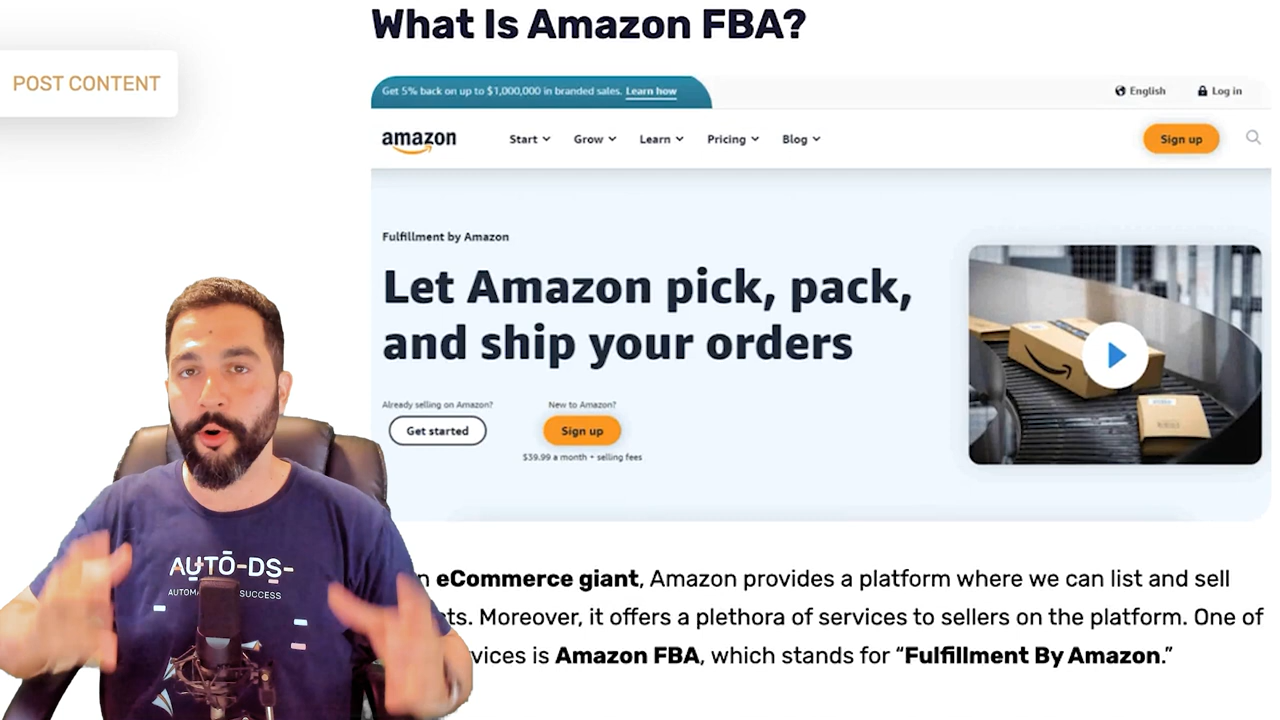 What Is Amazon FBA?
POST CONTENT
Get 5% back on up to $1,000,000 in branded sales. Learn how
English
Log in
amazon
Start
Grow
Learn
Pricing
Blog
Sign up
Fulfillment by Amazon
Let Amazon pick, pack,
and ship your orders
Already selling on Amazon?
New to Amazon?
Get started
Sign up
$39.99 a month + selling fees
eCommerce giant, Amazon provides a platform where we can list and sell
Moreover, it offers a plethora of services to sellers on the platform. One of
is Amazon FBA, which stands for “Fulfillment By Amazon.”
AUTO-DS-
SUCCESS